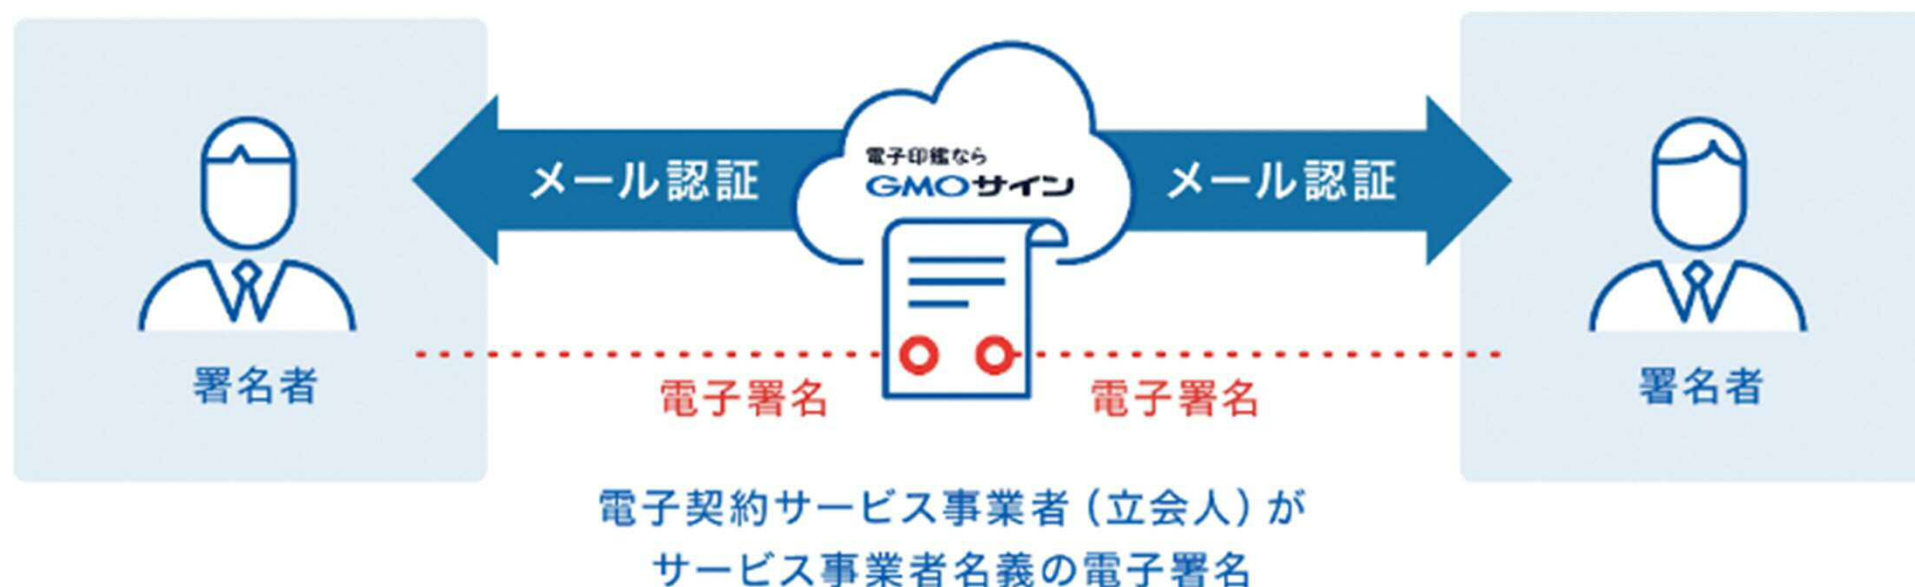 電子印鑑なら
GMOサイン
メール認証
メール認証
署名者
電子署名
電子署名
署名者
電子契約サービス事業者(立会人)が
サービス事業者名義の電子署名